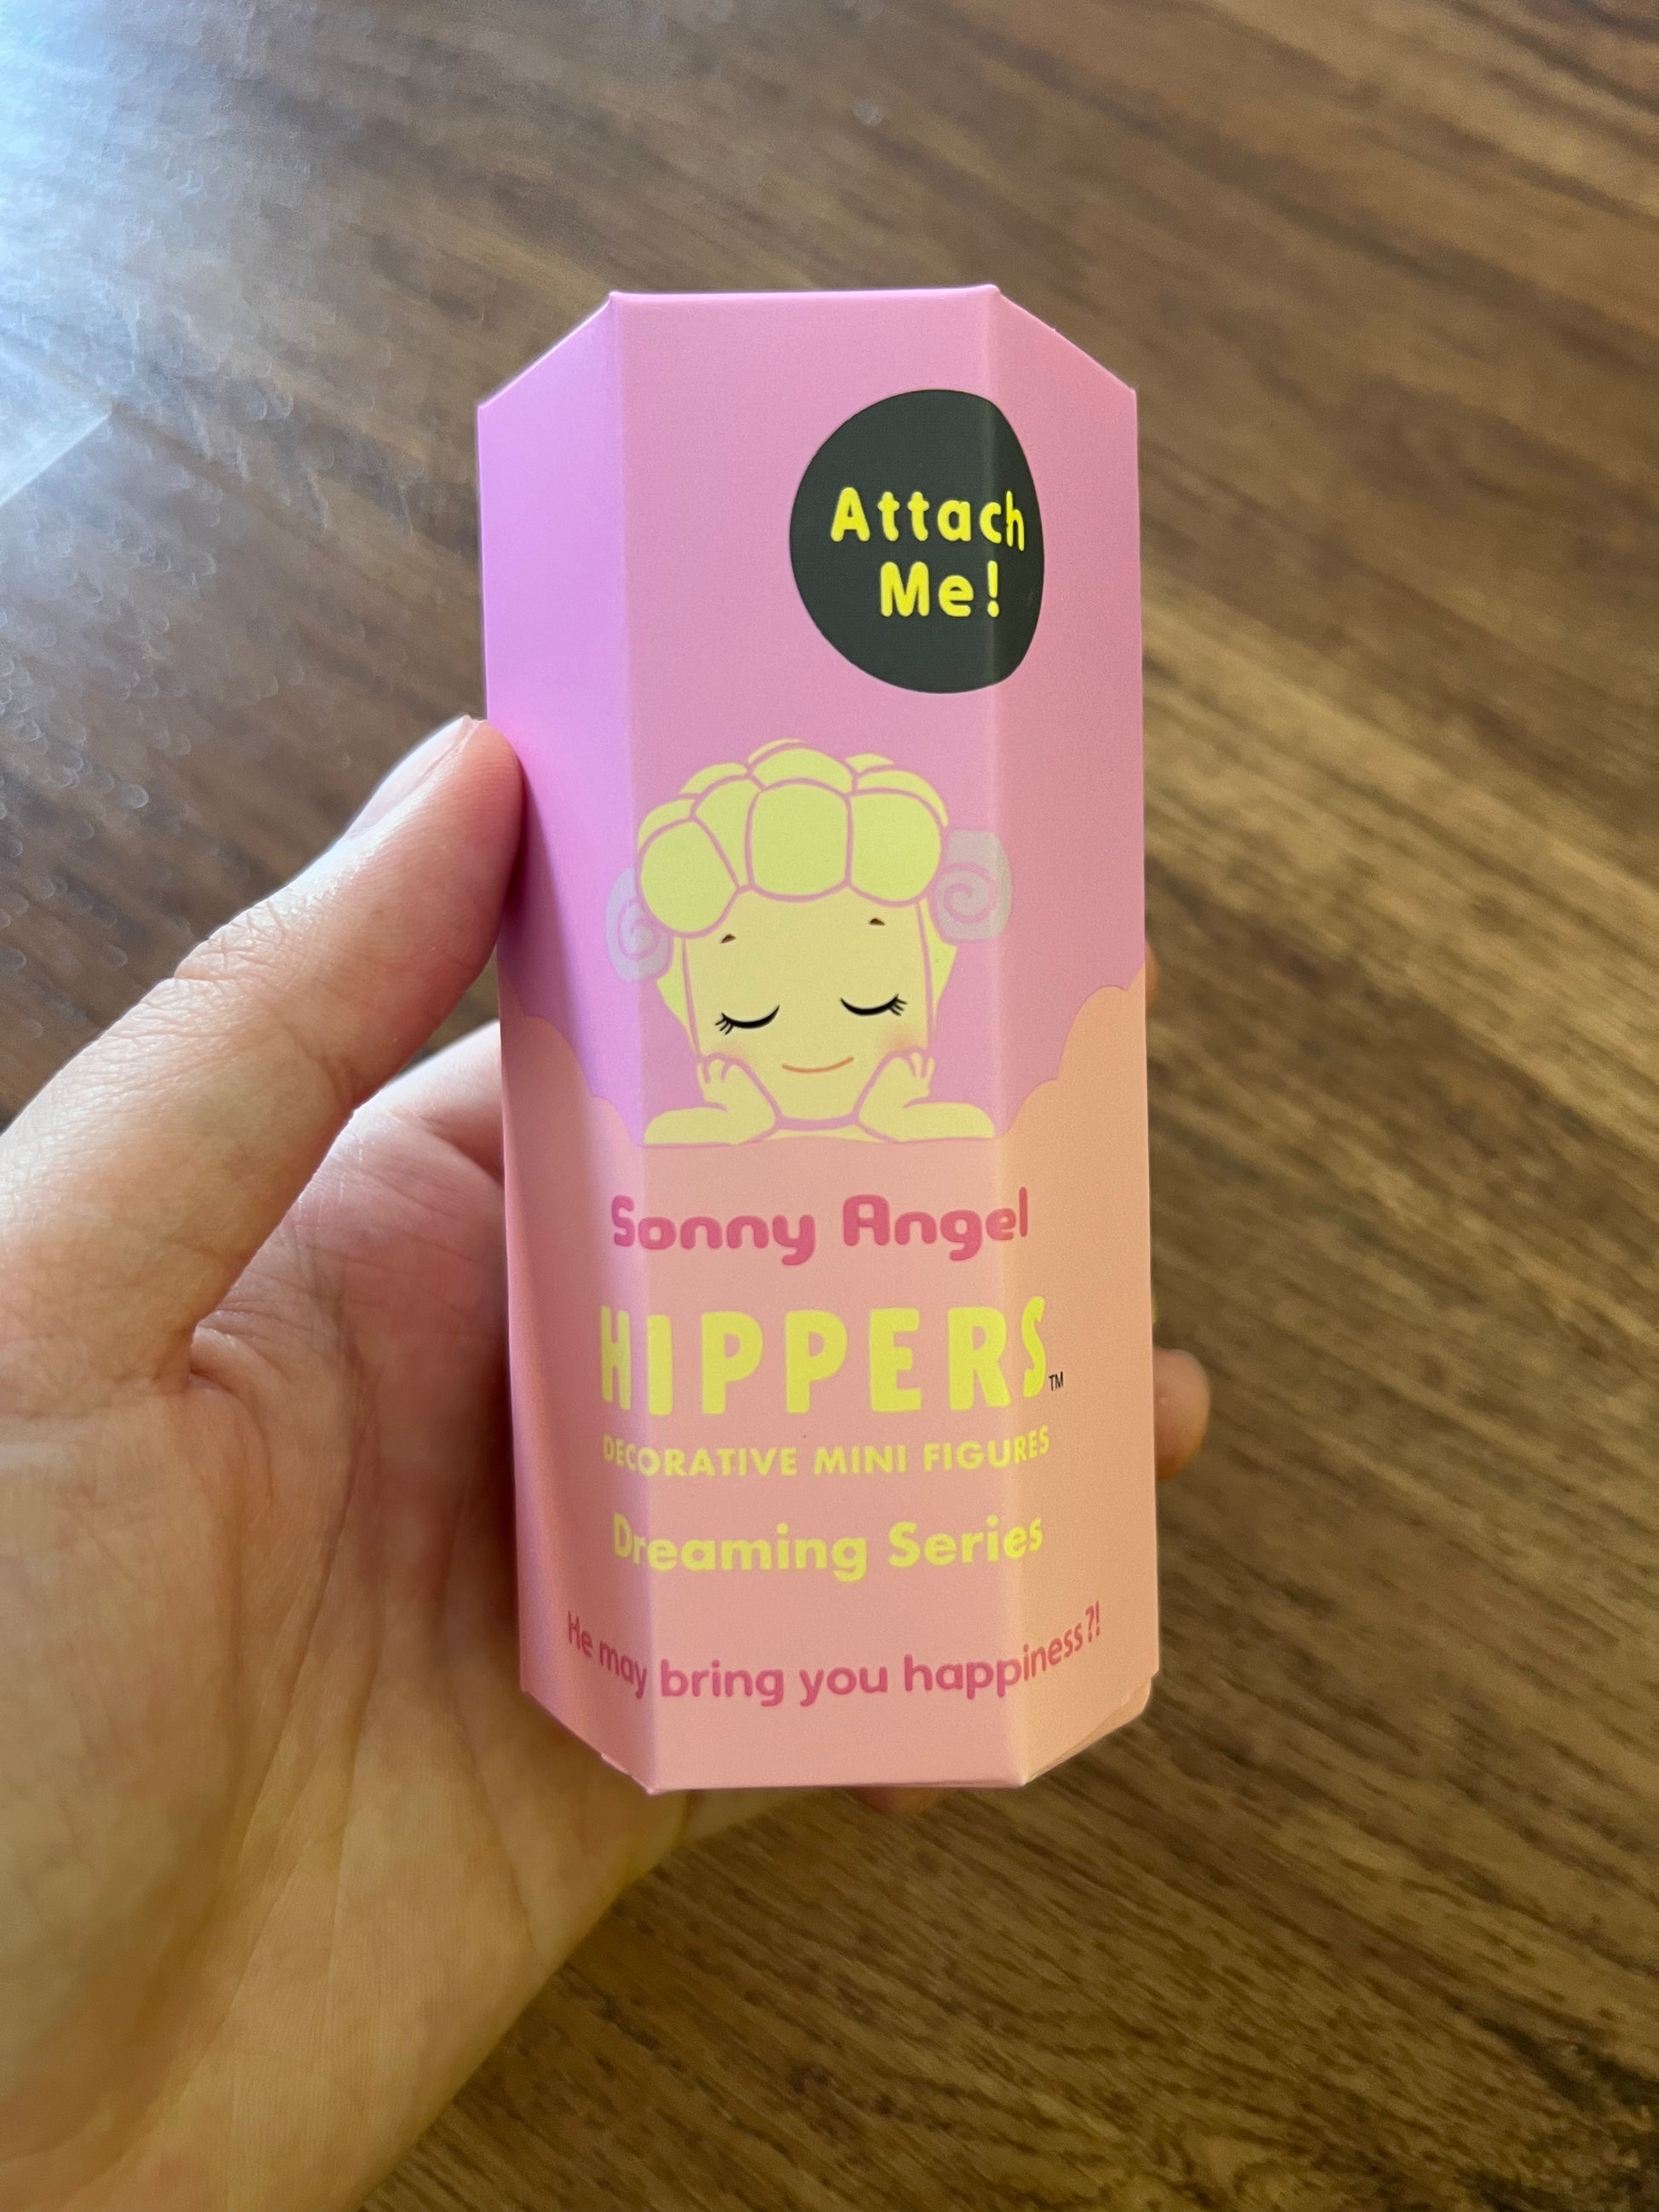 Attach
Me!
Sonny Angel
HIPPERS™
DECORATIVE MINI FIGURES
Dreaming Series
He may bring you happiness?!